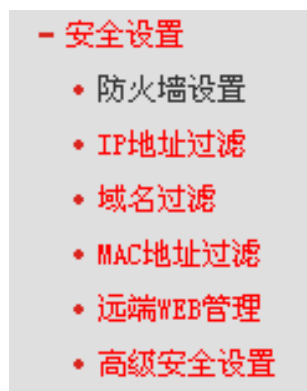 − 安全设置
• 防火墙设置
• IP地址过滤
• 域名过滤
• MAC地址过滤
• 远端WEB管理
• 高级安全设置